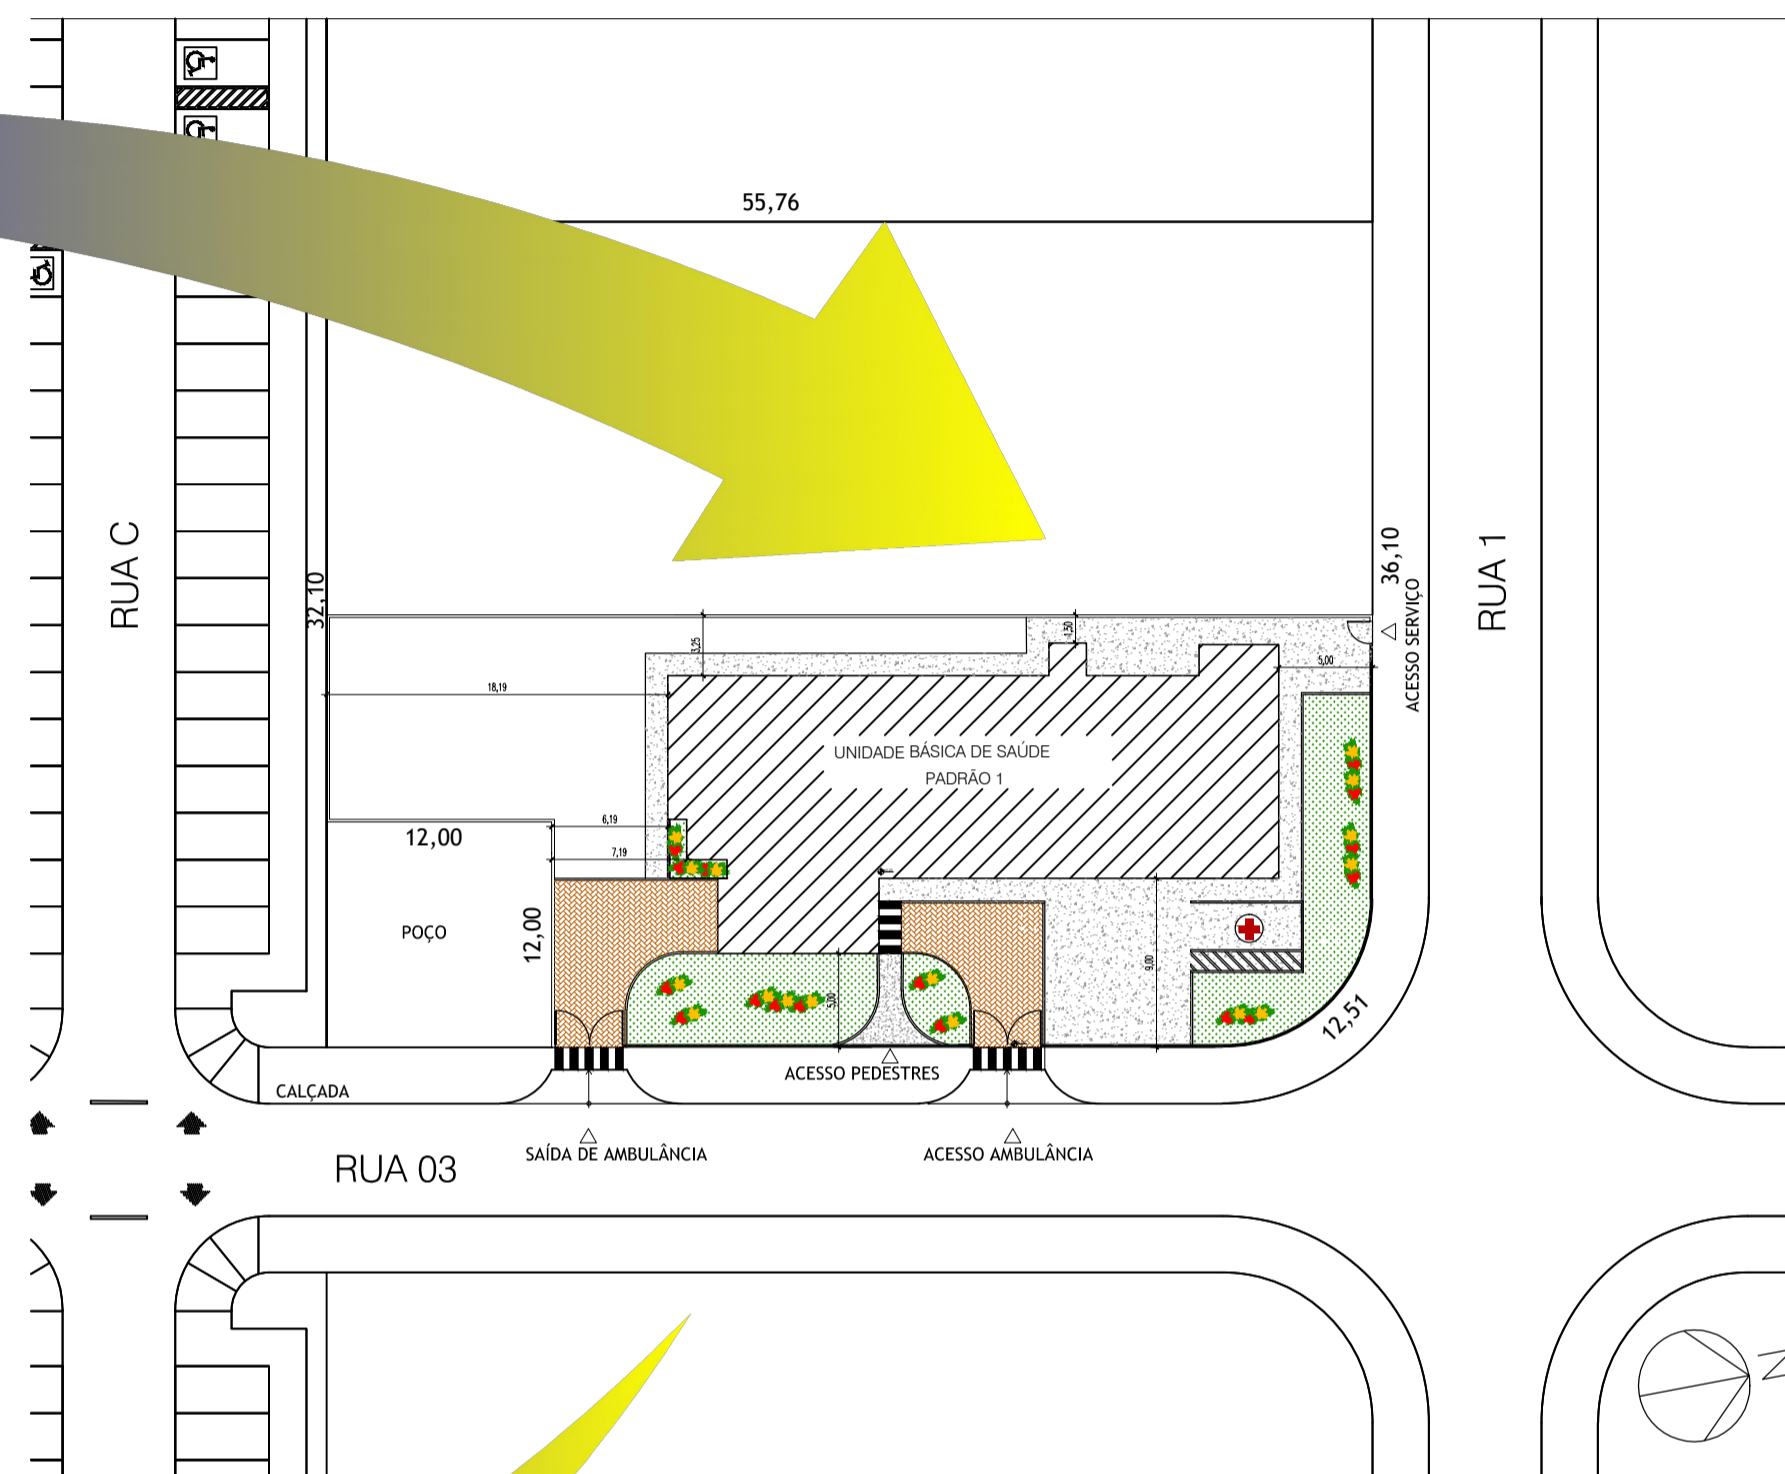 55,76
RUA C
32,10
36,10
RUA 1
ACESSO SERVIÇO
3,25
1,50
5,00
18,19
UNIDADE BÁSICA DE SAÚDE
PADRÃO 1
12,00
6,19
7,19
POÇO
12,00
9,00
5,00
12,51
CALÇADA
ACESSO PEDESTRES
SAÍDA DE AMBULÂNCIA
ACESSO AMBULÂNCIA
RUA 03
N